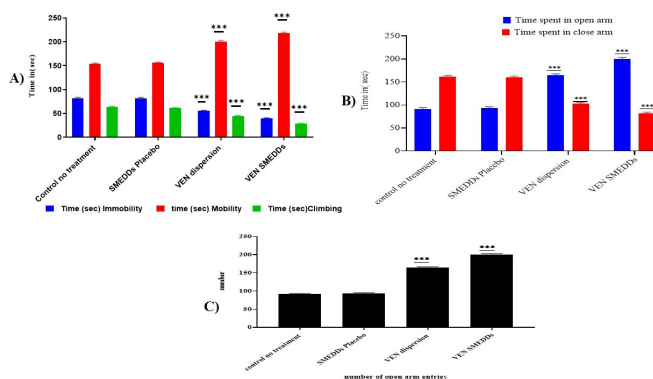 A)
Time in( sec)
250
200
150
100
50
0
***
***
***
***
***
***
Control no treatment
SMEDDs Placebo
VEN dispersion
VEN SMEDDs
Time (sec) Immobility
time (sec) Mobility
Time (sec)Climbing
Time spent in open arm
Time spent in close arm
B)
Time in( sec)
250
200
150
100
50
0
***
***
***
***
control no treatment
SMEDDs Placebo
VEN dispersion
VEN SMEDDs
C)
number
250
200
150
100
50
0
***
***
control no treatment
SMEDDs Placebo
VEN dispersion
VEN SMEDDs
number of open arm entries